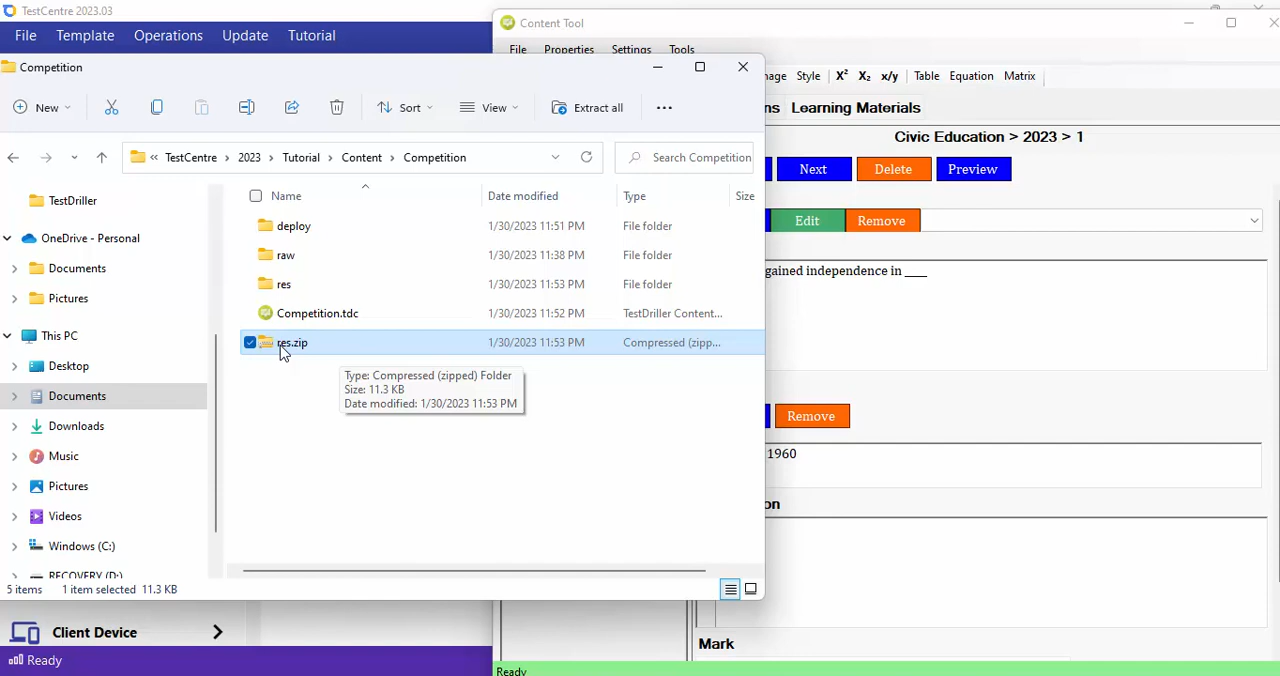 TestCentre 2023.03
File Template Operations Update Tutorial
Content Tool
File Properties Settings Tools
Competition
New Sort View Extract all
Style X² X₂ x/y Table Equation Matrix
Learning Materials
« TestCentre > 2023 > Tutorial > Content > Competition
Search Competition
Civic Education > 2023 > 1
Next Delete Preview
Name Date modified Type Size
TestDriller
deploy 1/30/2023 11:51 PM File folder
Edit Remove
OneDrive - Personal
raw 1/30/2023 11:38 PM File folder
Documents
gained independence in ____
res 1/30/2023 11:53 PM File folder
Pictures
Competition.tdc 1/30/2023 11:52 PM TestDriller Content...
This PC
res.zip 1/30/2023 11:53 PM Compressed (zipp...
Desktop
Type: Compressed (zipped) Folder
Size: 11.3 KB
Date modified: 1/30/2023 11:53 PM
Documents
Remove
Downloads
Music
1960
Pictures
Videos
Windows (C:)
RECOVERY (D:)
5 items 1 item selected 11.3 KB
Client Device
Mark
Ready
Ready